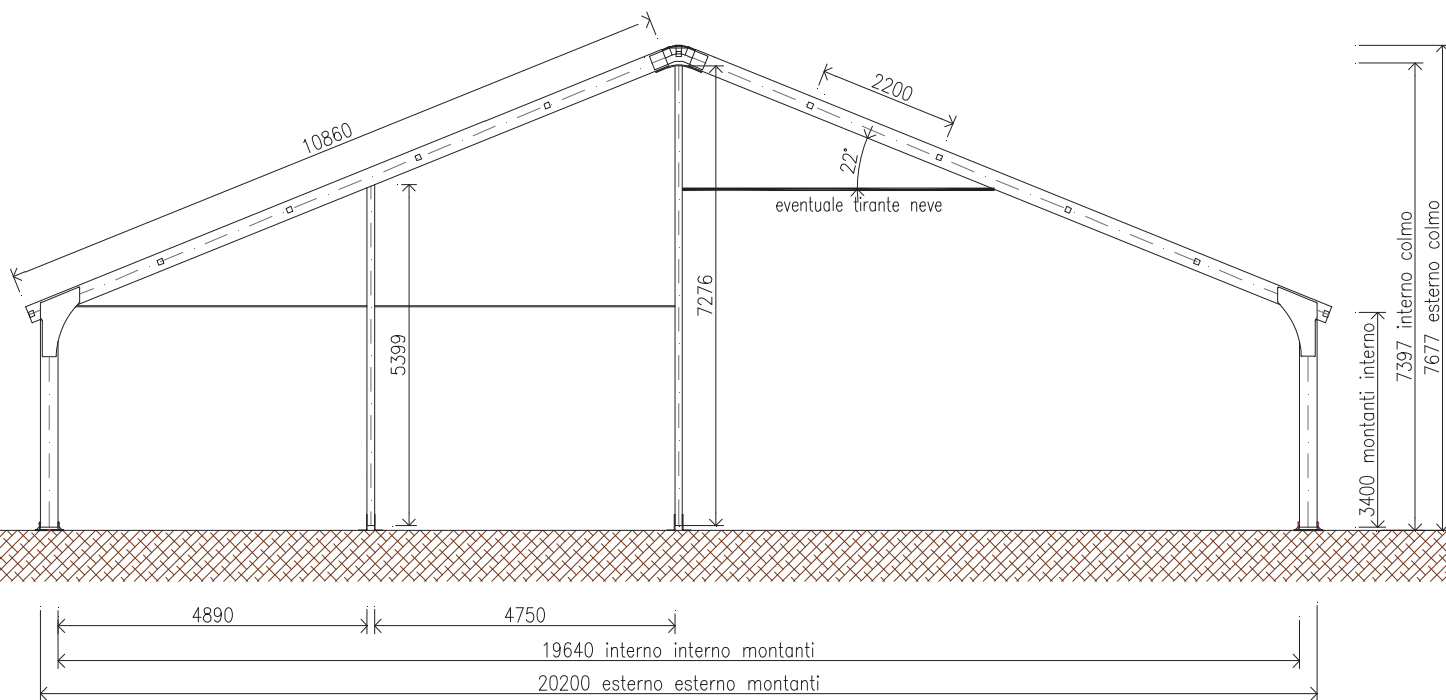 10860
2200
22°
eventuale tirante neve
5399
7276
3400 montanti interno
7397 interno colmo
7677 esterno colmo
4890
4750
19640 interno interno montanti
20200 esterno esterno montanti